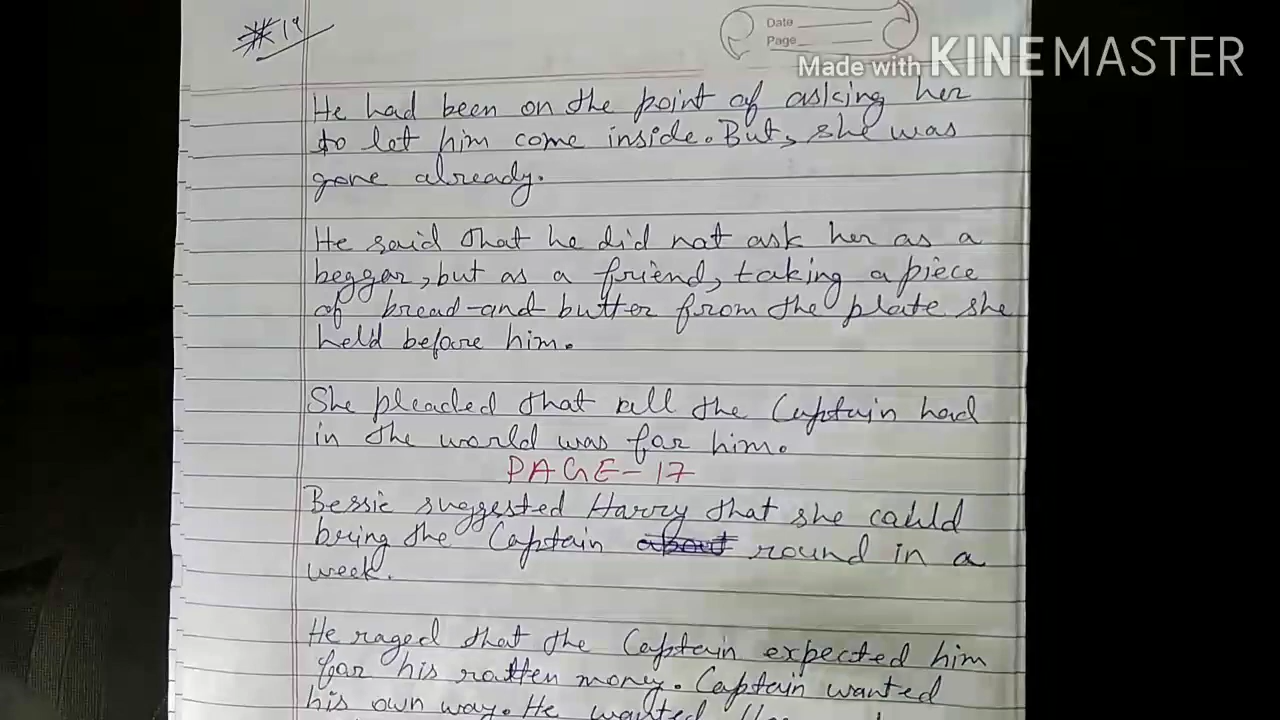 #19
Date
Page
Made with KINEMASTER
He had been on the point of asking her
to let him come inside. But, she was
gone already.
He said that he did not ask her as a
beggar, but as a friend, taking a piece
of bread-and-butter from the plate she
held before him.
She pleaded that all the Captain had
in the world was for him.
PAGE-17
Bessie suggested Harry that she could
bring the Captain about round in a
week.
He raged that the Captain expected him
for his rotten money. Captain wanted
his own way. He wanted